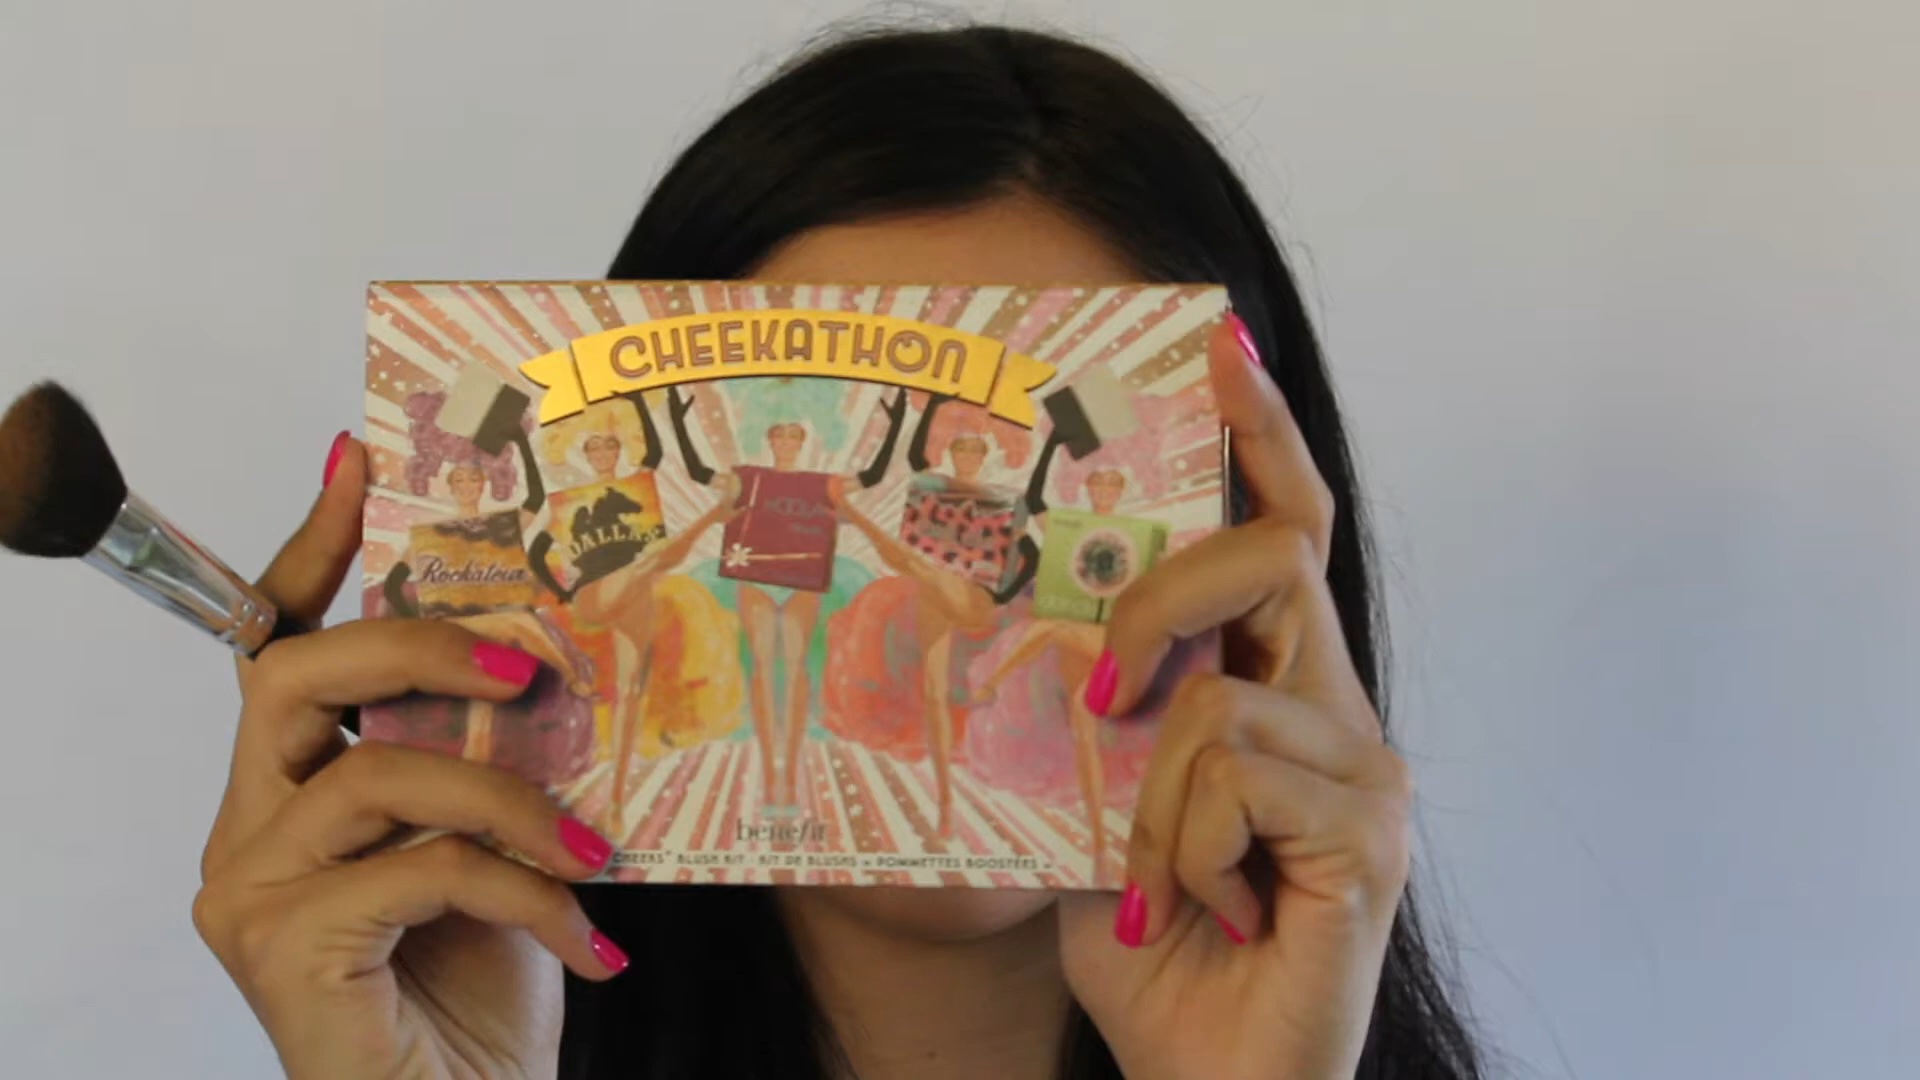 CHEEKATHON
DALLAS
Rockateur
benefit
CHEEKS" BLUSH KIT - KIT DE BLUSHS « POMMETTES BOOSTÉES »